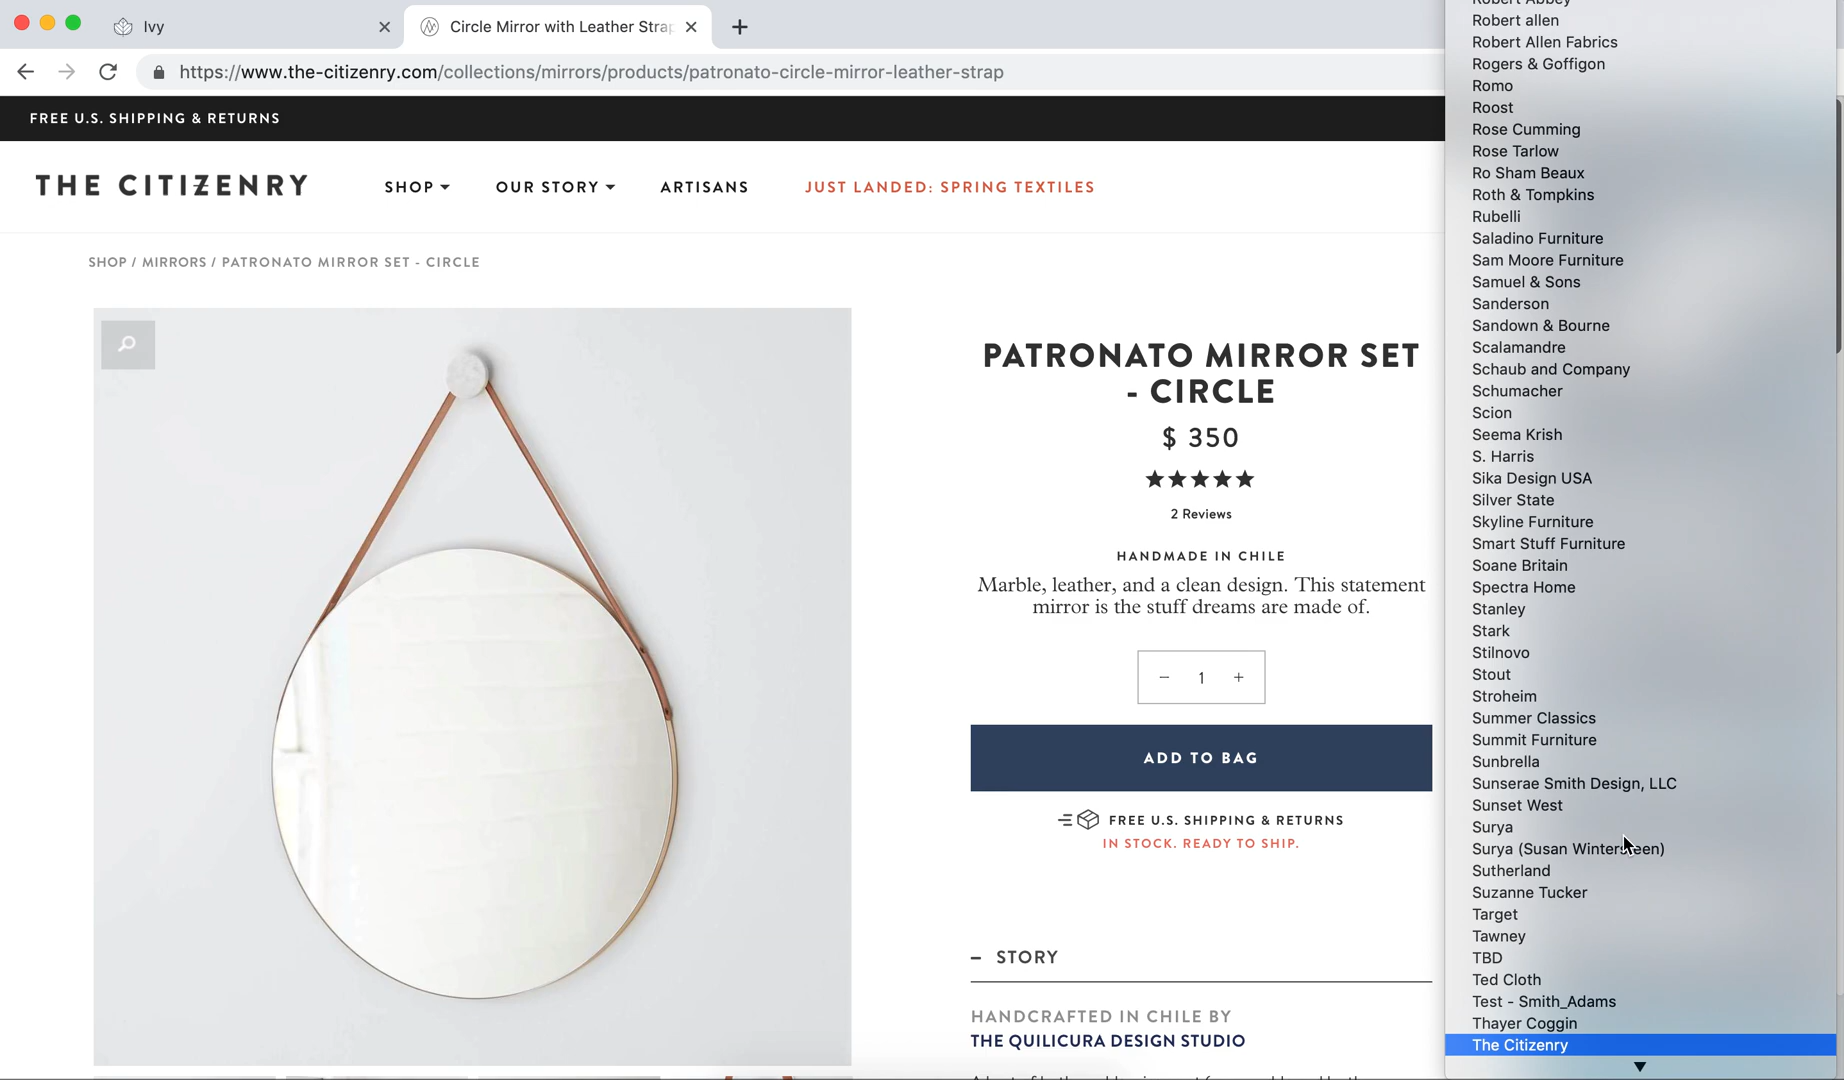 Ivy
Circle Mirror with Leather Strap
https://www.the-citizenry.com/collections/mirrors/products/patronato-circle-mirror-leather-strap
FREE U.S. SHIPPING & RETURNS
THE CITIZENRY
SHOP
OUR STORY
ARTISANS
JUST LANDED: SPRING TEXTILES
SHOP / MIRRORS / PATRONATO MIRROR SET - CIRCLE
PATRONATO MIRROR SET
- CIRCLE
$ 350
2 Reviews
HANDMADE IN CHILE
Marble, leather, and a clean design. This statement
mirror is the stuff dreams are made of.
− 1 +
ADD TO BAG
FREE U.S. SHIPPING & RETURNS
IN STOCK. READY TO SHIP.
− STORY
HANDCRAFTED IN CHILE BY
THE QUILICURA DESIGN STUDIO
Robert Abbey
Robert allen
Robert Allen Fabrics
Rogers & Goffigon
Romo
Roost
Rose Cumming
Rose Tarlow
Ro Sham Beaux
Roth & Tompkins
Rubelli
Saladino Furniture
Sam Moore Furniture
Samuel & Sons
Sanderson
Sandown & Bourne
Scalamandre
Schaub and Company
Schumacher
Scion
Seema Krish
S. Harris
Sika Design USA
Silver State
Skyline Furniture
Smart Stuff Furniture
Soane Britain
Spectra Home
Stanley
Stark
Stilnovo
Stout
Stroheim
Summer Classics
Summit Furniture
Sunbrella
Sunserae Smith Design, LLC
Sunset West
Surya
Surya (Susan Wintersteen)
Sutherland
Suzanne Tucker
Target
Tawney
TBD
Ted Cloth
Test - Smith_Adams
Thayer Coggin
The Citizenry